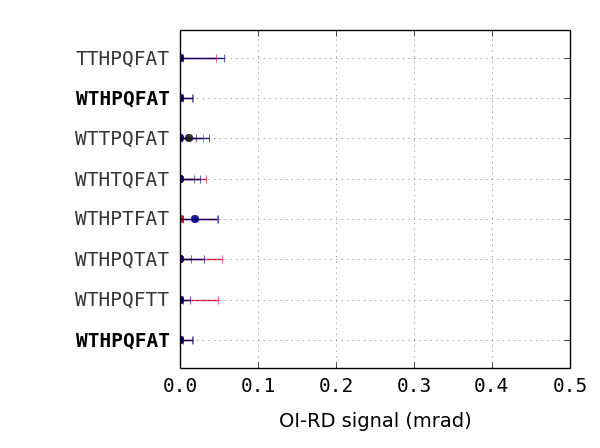 TTHPQFAT
WTHPQFAT
WTTPQFAT
WTHTQFAT
WTHPTFAT
WTHPQTAT
WTHPQFTT
WTHPQFAT
0.0 0.1 0.2 0.3 0.4 0.5
OI-RD signal (mrad)